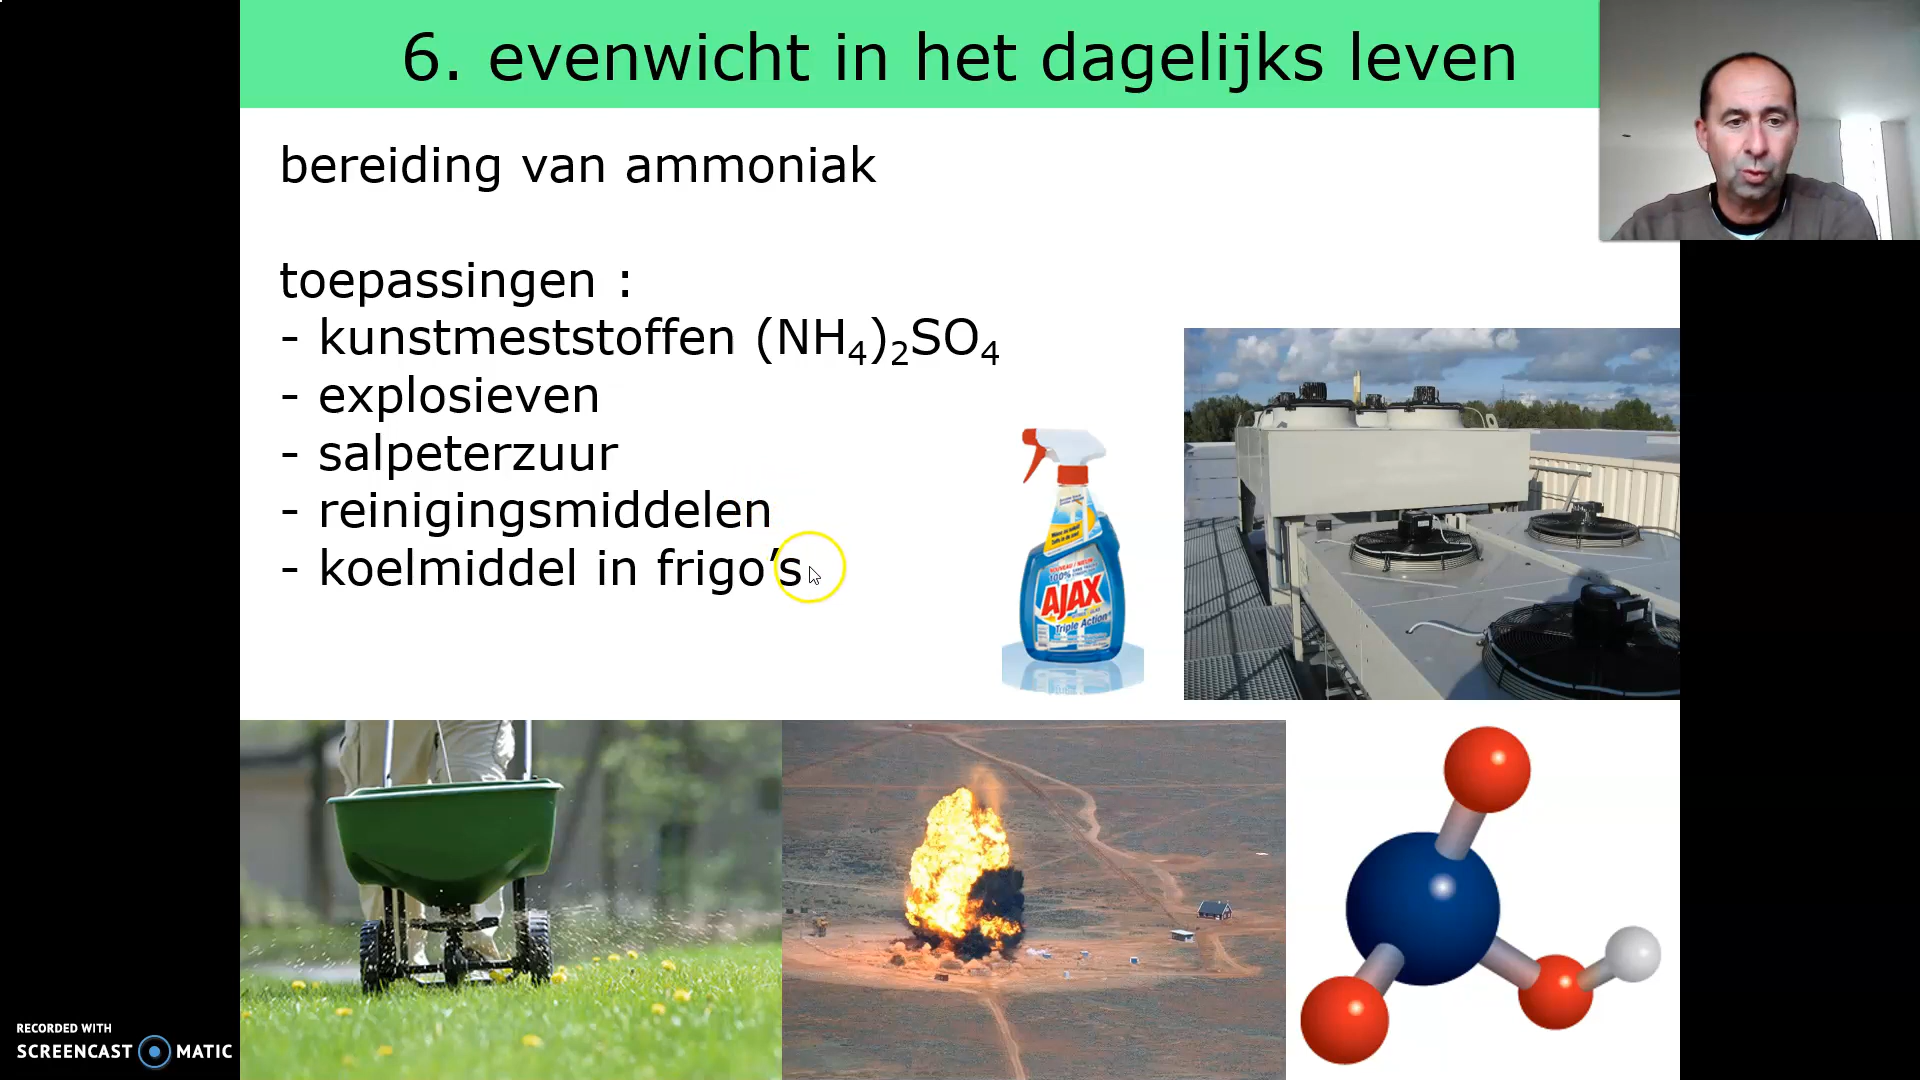 6. evenwicht in het dagelijks leven
bereiding van ammoniak
toepassingen :
- kunstmeststoffen (NH₄)₂SO₄
- explosieven
- salpeterzuur
- reinigingsmiddelen
- koelmiddel in frigo's
100%
AJAX
Triple Action
RECORDED WITH
SCREENCAST MATIC